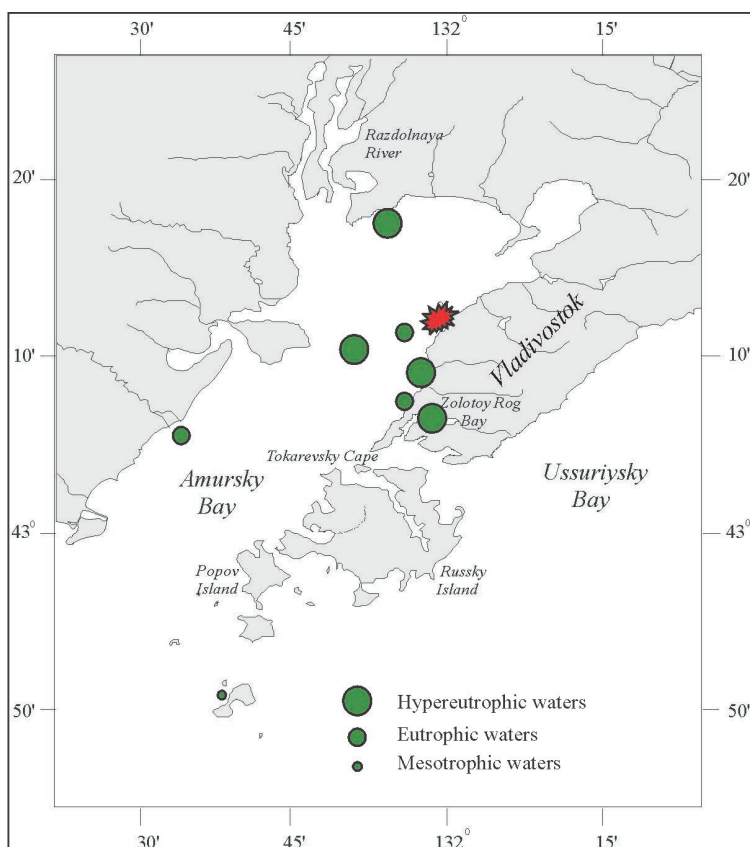 30'
45'
132°
15'
Razdolnaya
River
20'
20'
Vladivostok
10'
10'
Zolotoy Rog
Bay
Tokarevsky Cape
Amursky
Bay
Ussuriysky
Bay
43°
43°
Popov
Island
Russky
Island
Hypereutrophic waters
50'
50'
Eutrophic waters
Mesotrophic waters
30'
45'
132°
15'